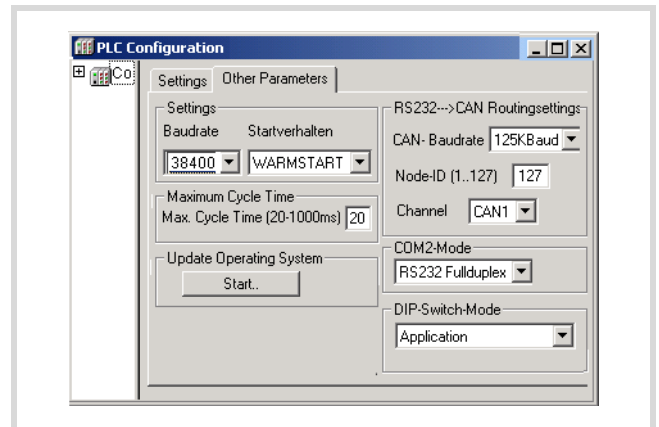 PLC Configuration
Co
Settings
Other Parameters
Settings
Baudrate Startverhalten
38400 WARMSTART
Maximum Cycle Time
Max. Cycle Time (20-1000ms) 20
Update Operating System
Start..
RS232--->CAN Routingsettings
CAN- Baudrate 125KBaud
Node-ID (1..127) 127
Channel CAN1
COM2-Mode
RS232 Fullduplex
DIP-Switch-Mode
Application